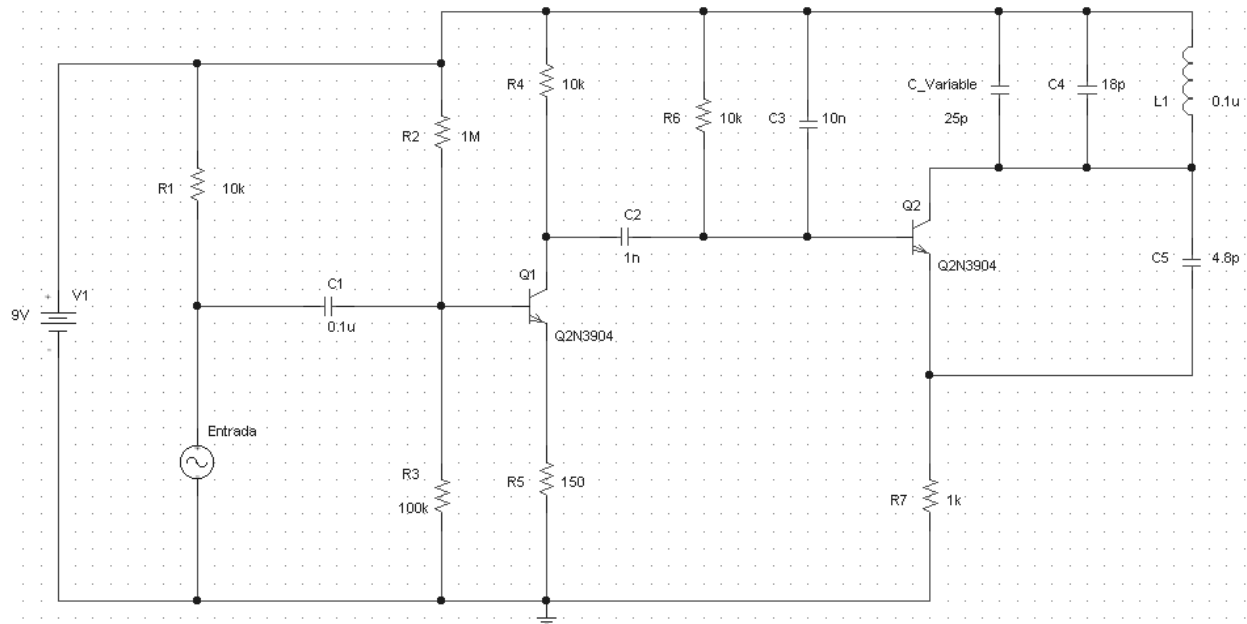 R4
10k
R6
10k
C3
10n
C_Variable
25p
C4
18p
L1
0.1u
R2
1M
R1
10k
C2
1n
Q2
Q2N3904
C5
4.8p
Q1
Q2N3904
C1
0.1u
+
V1
9V
-
Entrada
R3
100k
R5
150
R7
1k